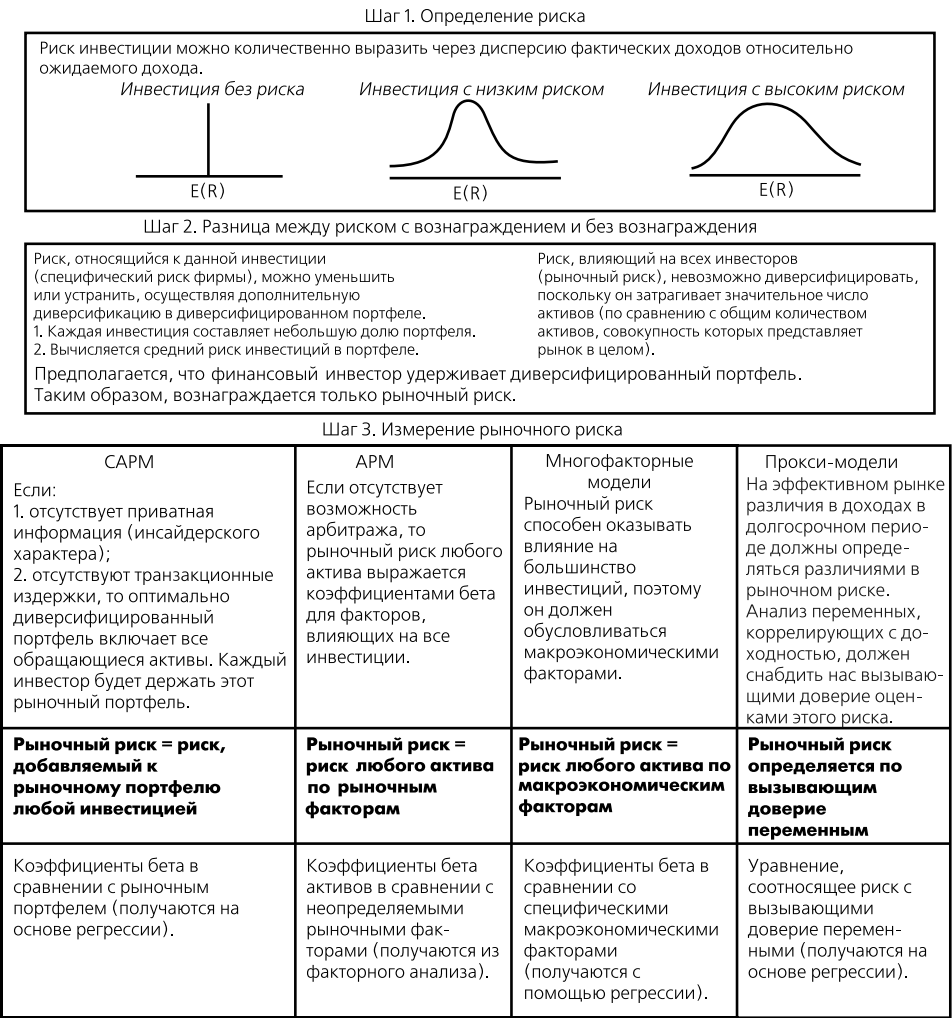 Шаг 1. Определение риска
Риск инвестиции можно количественно выразить через дисперсию фактических доходов относительно
ожидаемого дохода.
Инвестиция без риска
Инвестиция с низким риском
Инвестиция с высоким риском
E(R)
E(R)
E(R)
Шаг 2. Разница между риском с вознаграждением и без вознаграждения
Риск, относящийся к данной инвестиции
(специфический риск фирмы), можно уменьшить
или устранить, осуществляя дополнительную
диверсификацию в диверсифицированном портфеле.
1. Каждая инвестиция составляет небольшую долю портфеля.
2. Вычисляется средний риск инвестиций в портфеле.
Риск, влияющий на всех инвесторов
(рыночный риск), невозможно диверсифицировать,
поскольку он затрагивает значительное число
активов (по сравнению с общим количеством
активов, совокупность которых представляет
рынок в целом).
Предполагается, что финансовый инвестор удерживает диверсифицированный портфель.
Таким образом, вознаграждается только рыночный риск.
Шаг 3. Измерение рыночного риска
CAPM
Если:
1. отсутствует приватная
информация (инсайдерского
характера);
2. отсутствуют транзакционные
издержки, то оптимально
диверсифицированный
портфель включает все
обращающиеся активы. Каждый
инвестор будет держать этот
рыночный портфель.
APM
Если отсутствует
возможность
арбитража, то
рыночный риск любого
актива выражается
коэффициентами бета
для факторов,
влияющих на все
инвестиции.
Многофакторные
модели
Рыночный риск
способен оказывать
влияние на
большинство
инвестиций, поэтому
он должен
обусловливаться
макроэкономическими
факторами.
Прокси-модели
На эффективном рынке
различия в доходах в
долгосрочном перио-
де должны опреде-
ляться различиями в
рыночном риске.
Анализ переменных,
коррелирующих с до-
ходностью, должен
снабдить нас вызываю-
щими доверие оцен-
ками этого риска.
Рыночный риск = риск,
добавляемый к
рыночному портфелю
любой инвестицией
Рыночный риск =
риск любого актива
по рыночным
факторам
Рыночный риск =
риск любого актива по
макроэкономическим
факторам
Рыночный риск
определяется по
вызывающим
доверие
переменным
Коэффициенты бета в
сравнении с рыночным
портфелем (получаются на
основе регрессии).
Коэффициенты бета
активов в сравнении с
неопределяемыми
рыночными фак-
торами (получаются из
факторного анализа).
Коэффициенты бета в
сравнении со
специфическими
макроэкономическими
факторами
(получаются с
помощью регрессии).
Уравнение,
соотносящее риск с
вызывающими
доверие перемен-
ными (получаются на
основе регрессии).